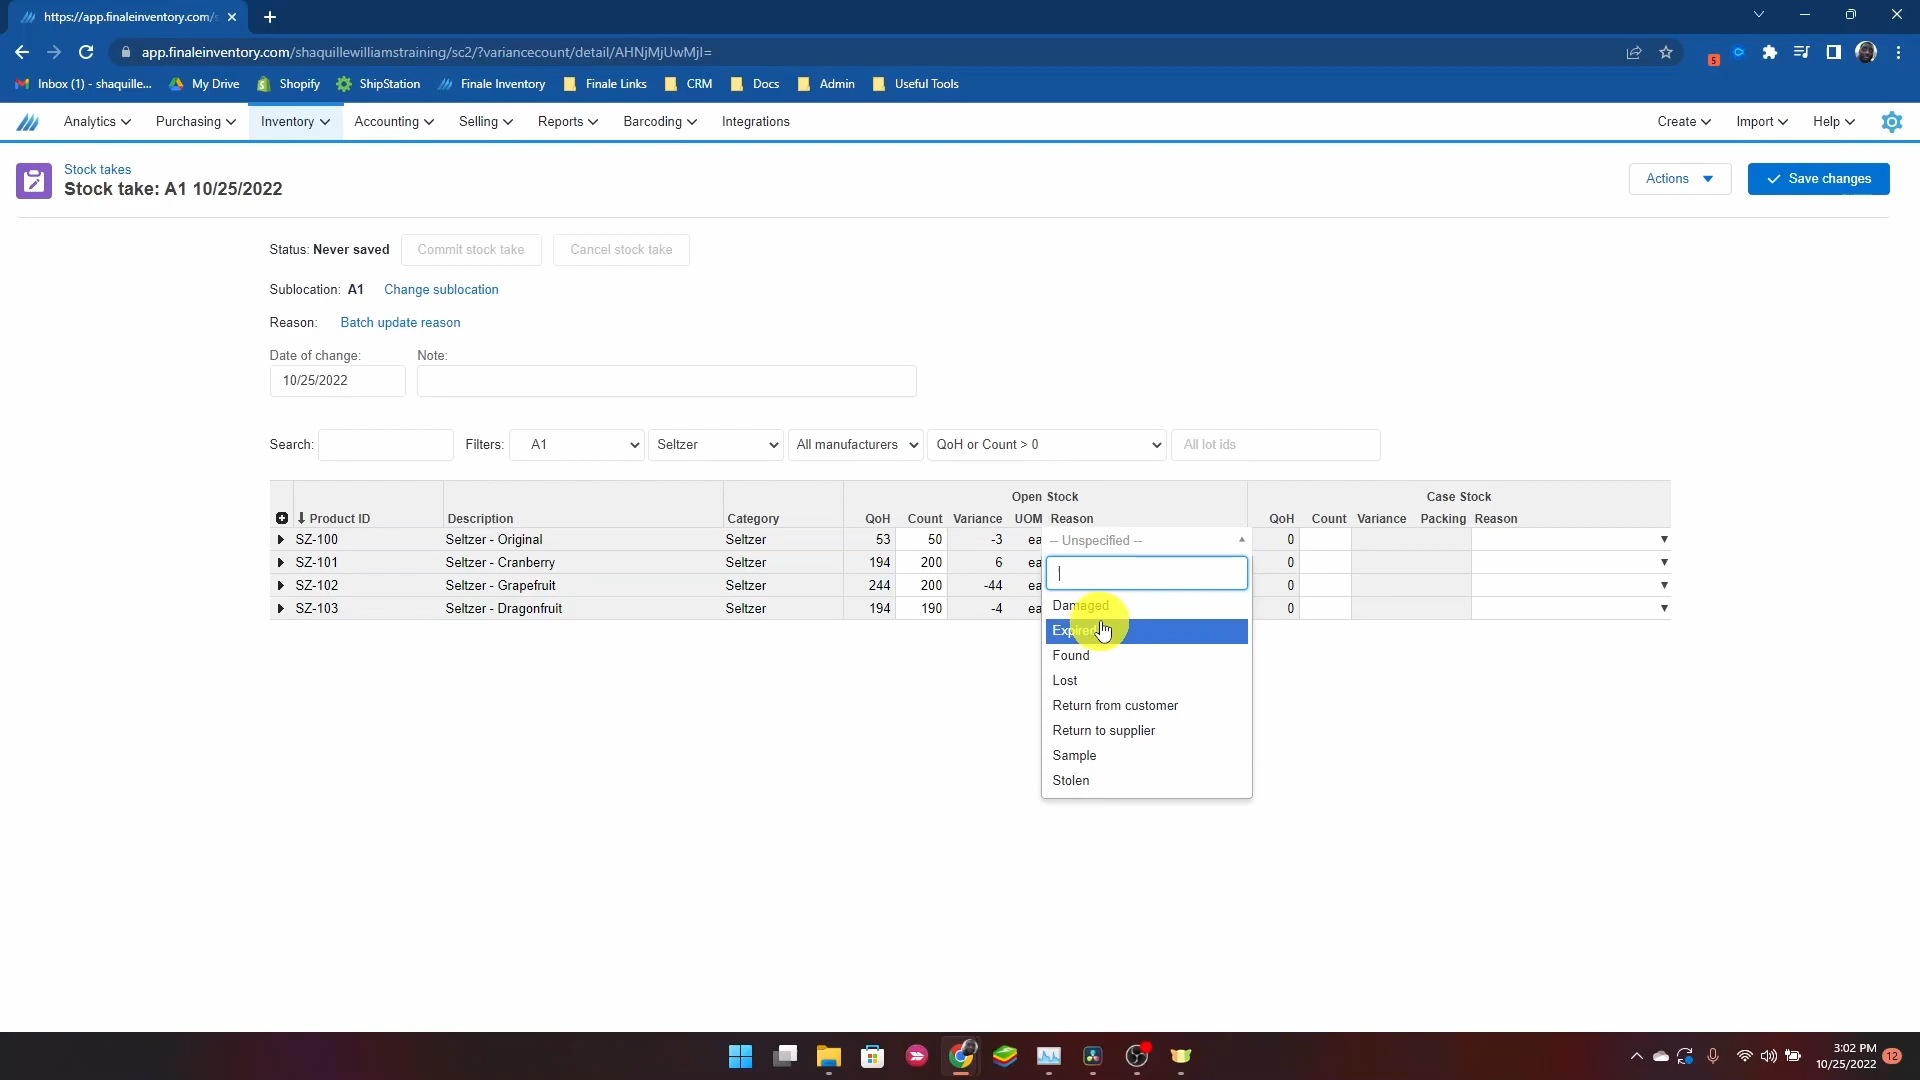 https://app.finaleinventory.com/s
app.finaleinventory.com/shaquillewilliamstraining/sc2/?variancecount/detail/AHNjMjUwMjI=
5
Inbox (1) - shaquille... My Drive Shopify ShipStation Finale Inventory Finale Links CRM Docs Admin Useful Tools
Analytics Purchasing Inventory Accounting Selling Reports Barcoding Integrations Create Import Help
Stock takes
Stock take: A1 10/25/2022
Actions Save changes
Status: Never saved Commit stock take Cancel stock take
Sublocation: A1 Change sublocation
Reason: Batch update reason
Date of change: Note:
10/25/2022
Search: Filters: A1 Seltzer All manufacturers QoH or Count > 0 All lot ids
Open Stock Case Stock
Product ID Description Category QoH Count Variance UOM Reason QoH Count Variance Packing Reason
SZ-100 Seltzer - Original Seltzer 53 50 -3 ea -- Unspecified -- 0
SZ-101 Seltzer - Cranberry Seltzer 194 200 6 ea 0
SZ-102 Seltzer - Grapefruit Seltzer 244 200 -44 ea 0
SZ-103 Seltzer - Dragonfruit Seltzer 194 190 -4 ea 0
Damaged
Expired
Found
Lost
Return from customer
Return to supplier
Sample
Stolen
3:02 PM
10/25/2022
12